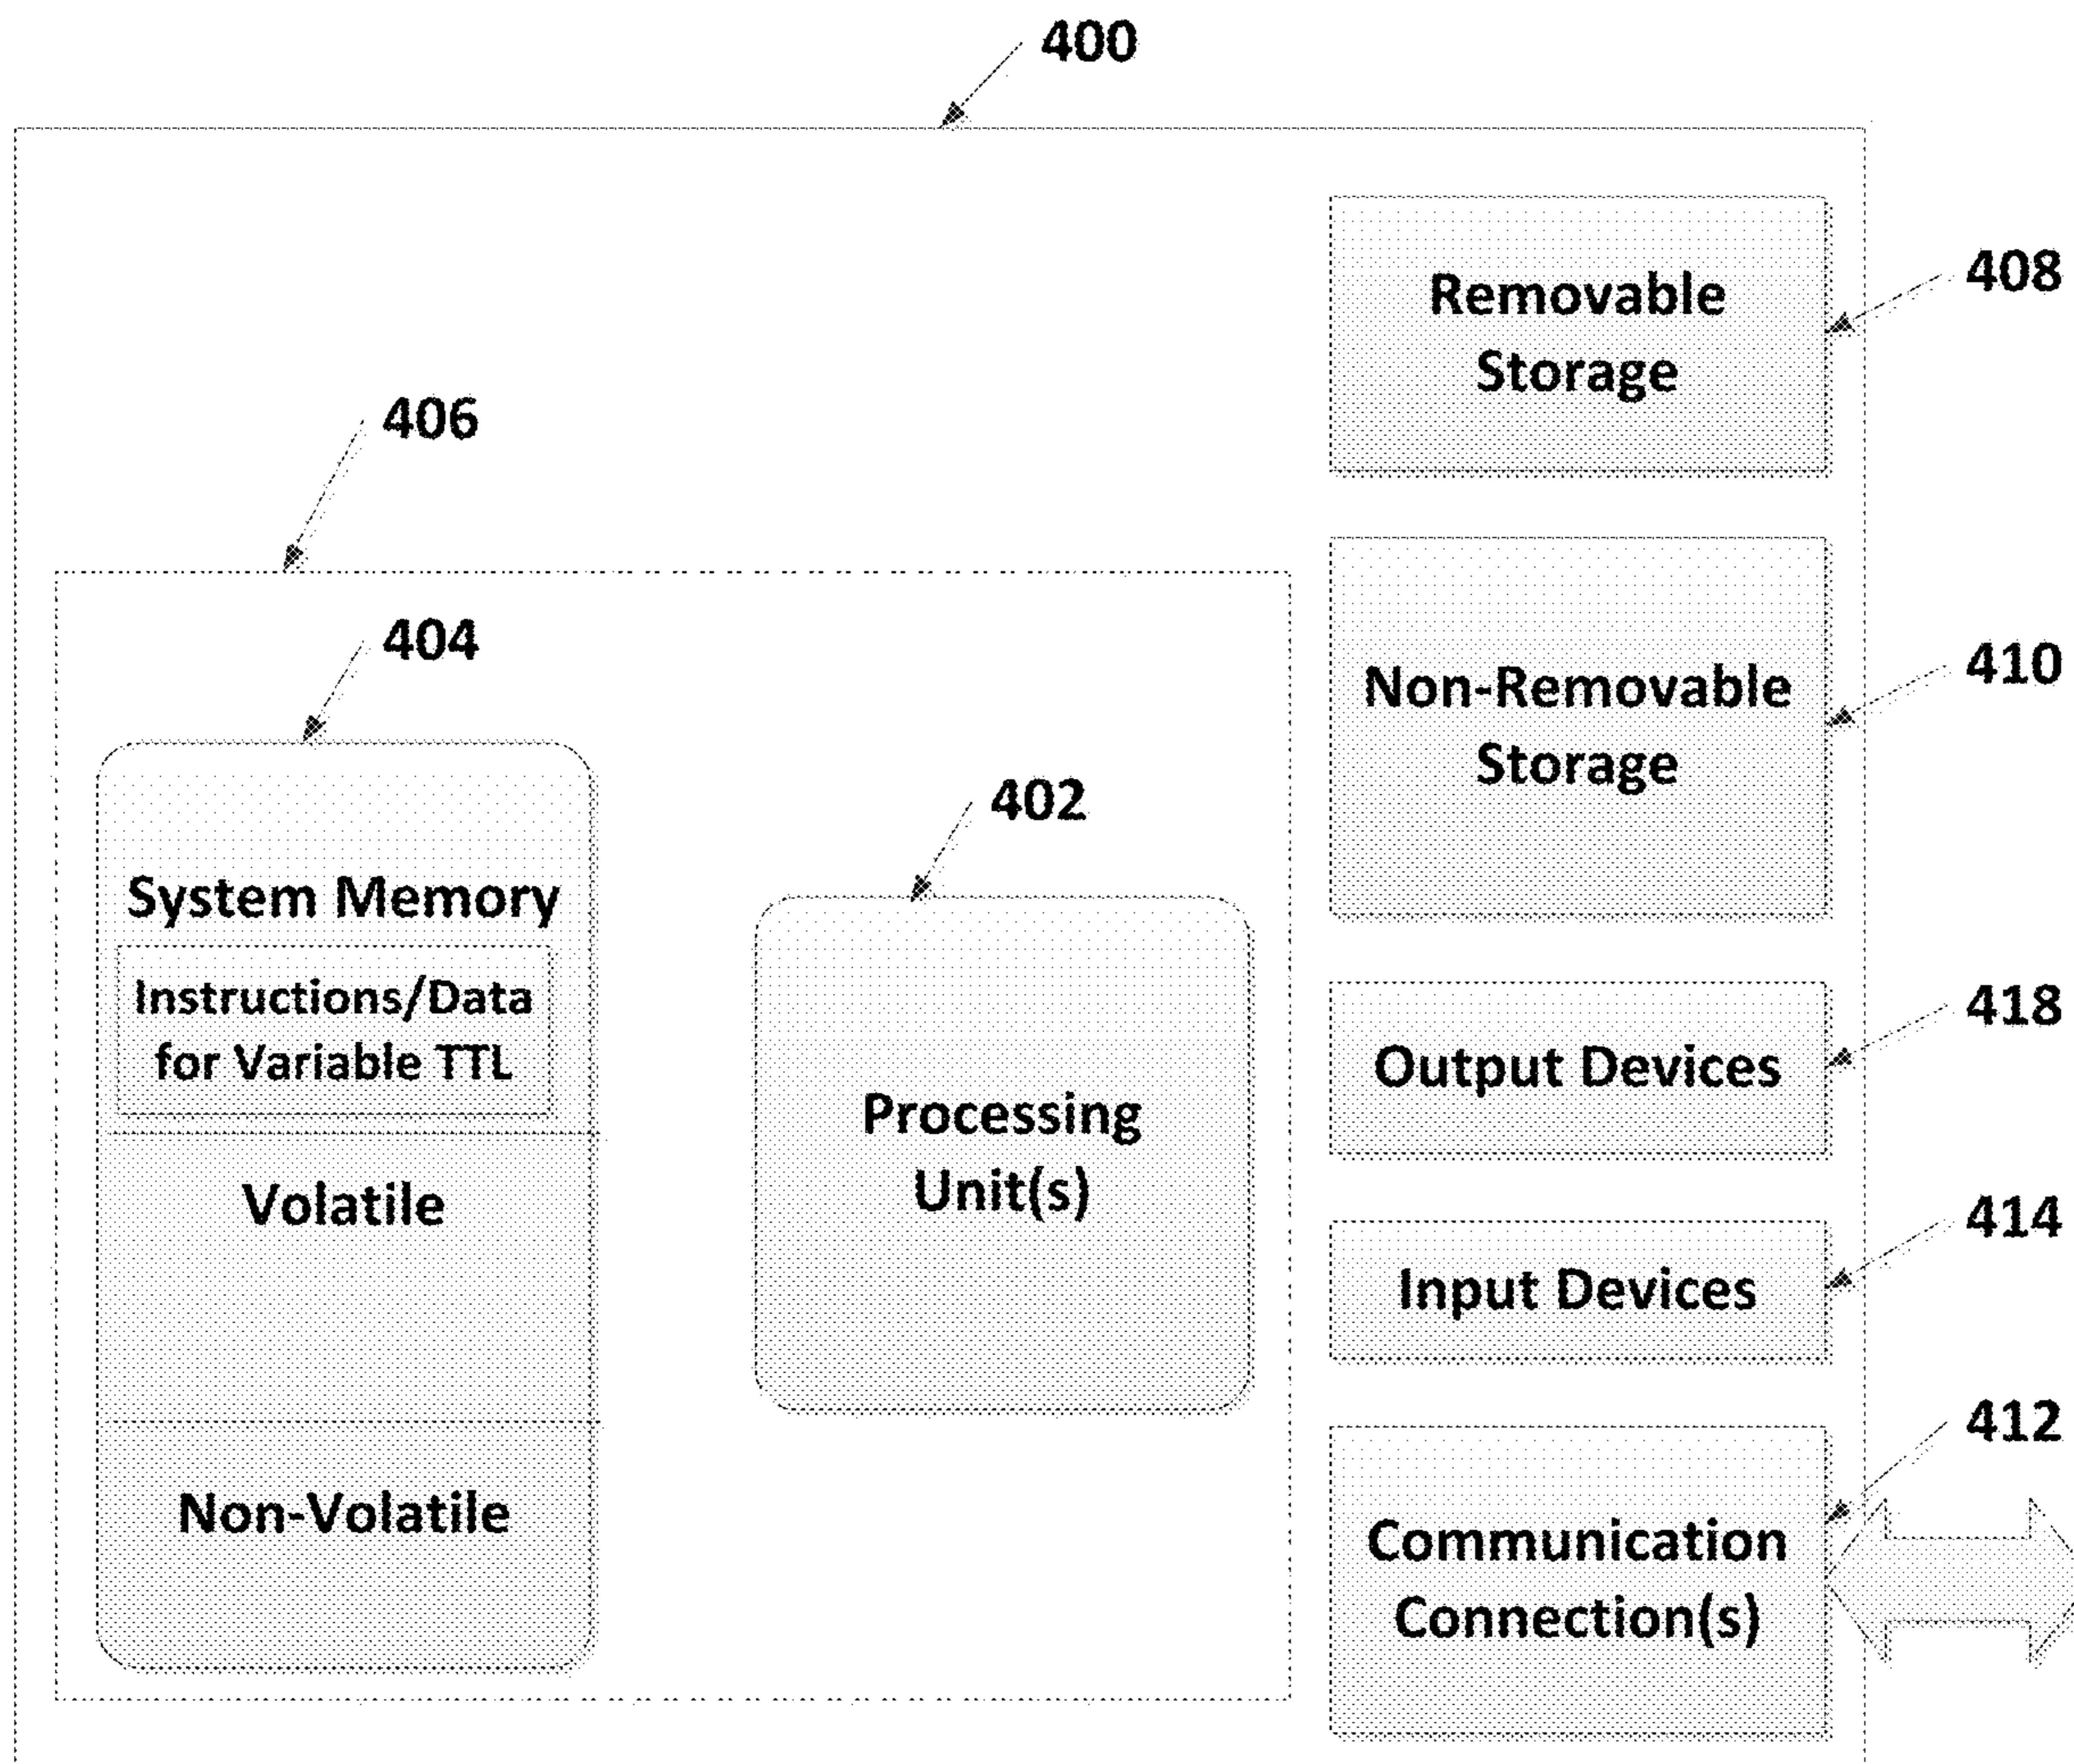 400
Removable
Storage
408
406
Non-Removable
Storage
410
404
System Memory
Instructions/Data
for Variable TTL
Volatile
Non-Volatile
402
Processing
Unit(s)
Output Devices
418
Input Devices
414
Communication
Connection(s)
412